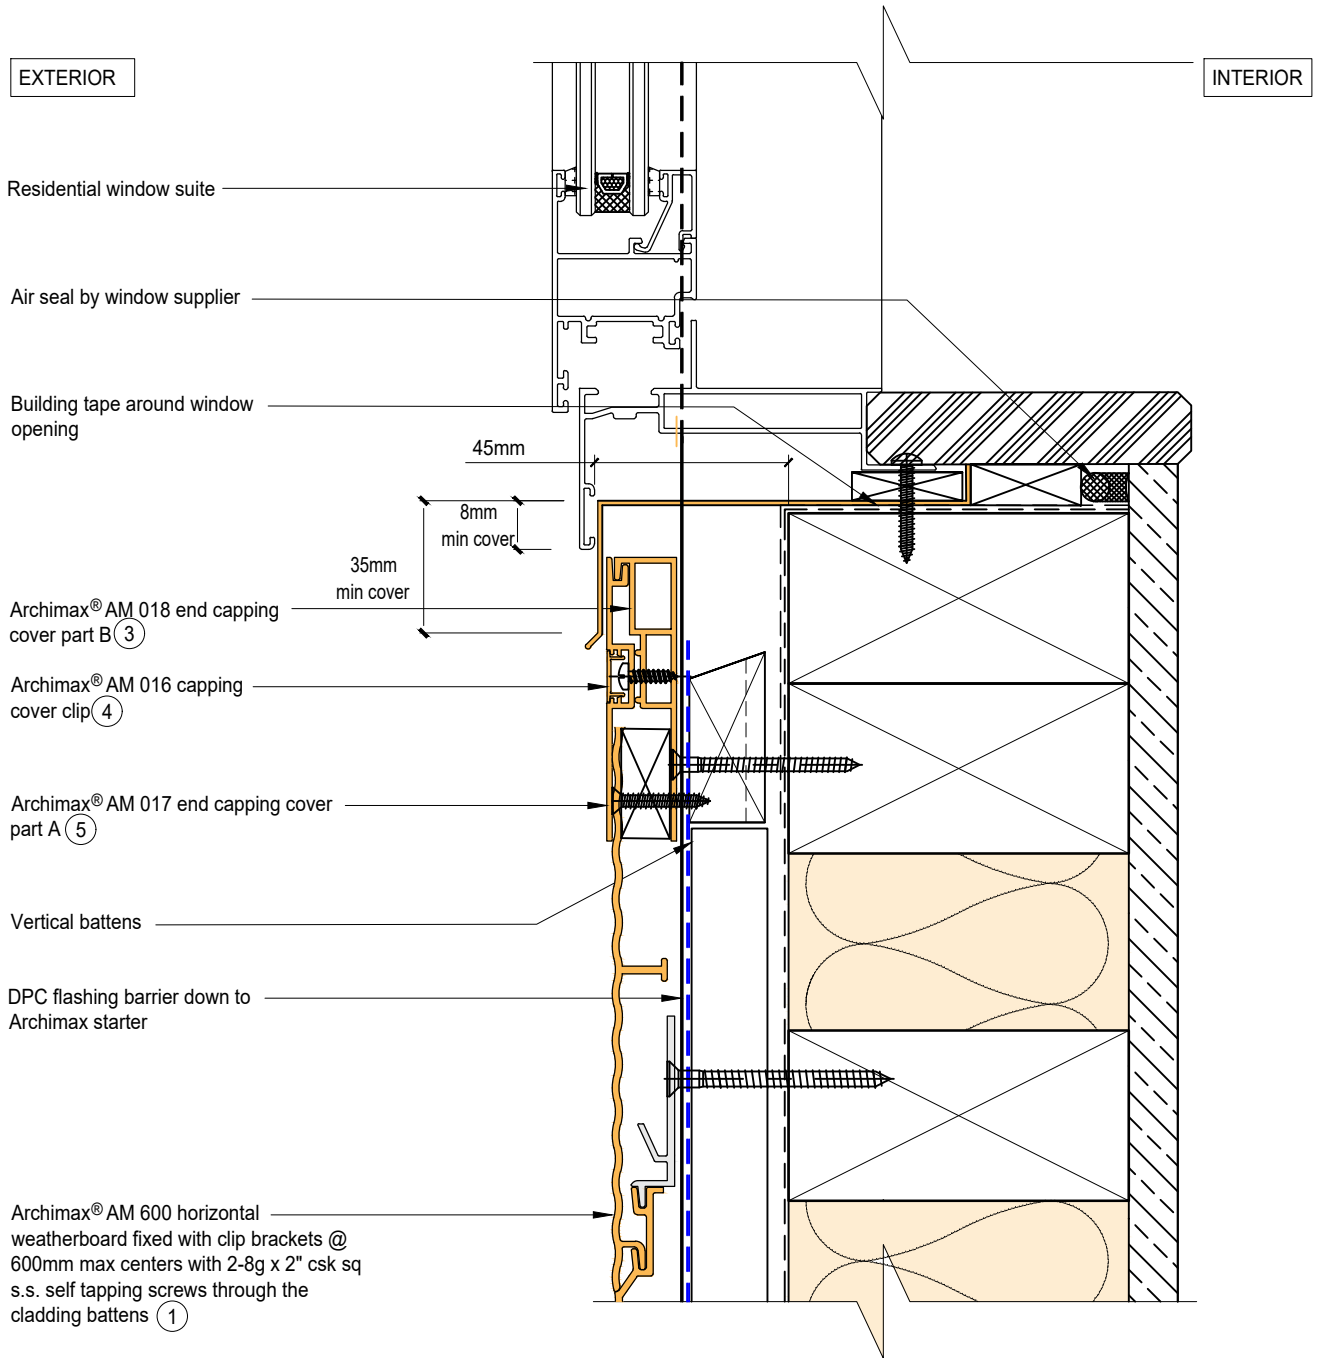 EXTERIOR
INTERIOR
Residential window suite
Air seal by window supplier
Building tape around window
opening
45mm
8mm
min cover
35mm
min cover
Archimax® AM 018 end capping
cover part B 3
Archimax® AM 016 capping
cover clip 4
Archimax® AM 017 end capping cover
part A 5
Vertical battens
DPC flashing barrier down to
Archimax starter
Archimax® AM 600 horizontal
weatherboard fixed with clip brackets @
600mm max centers with 2-8g x 2" csk sq
s.s. self tapping screws through the
cladding battens 1